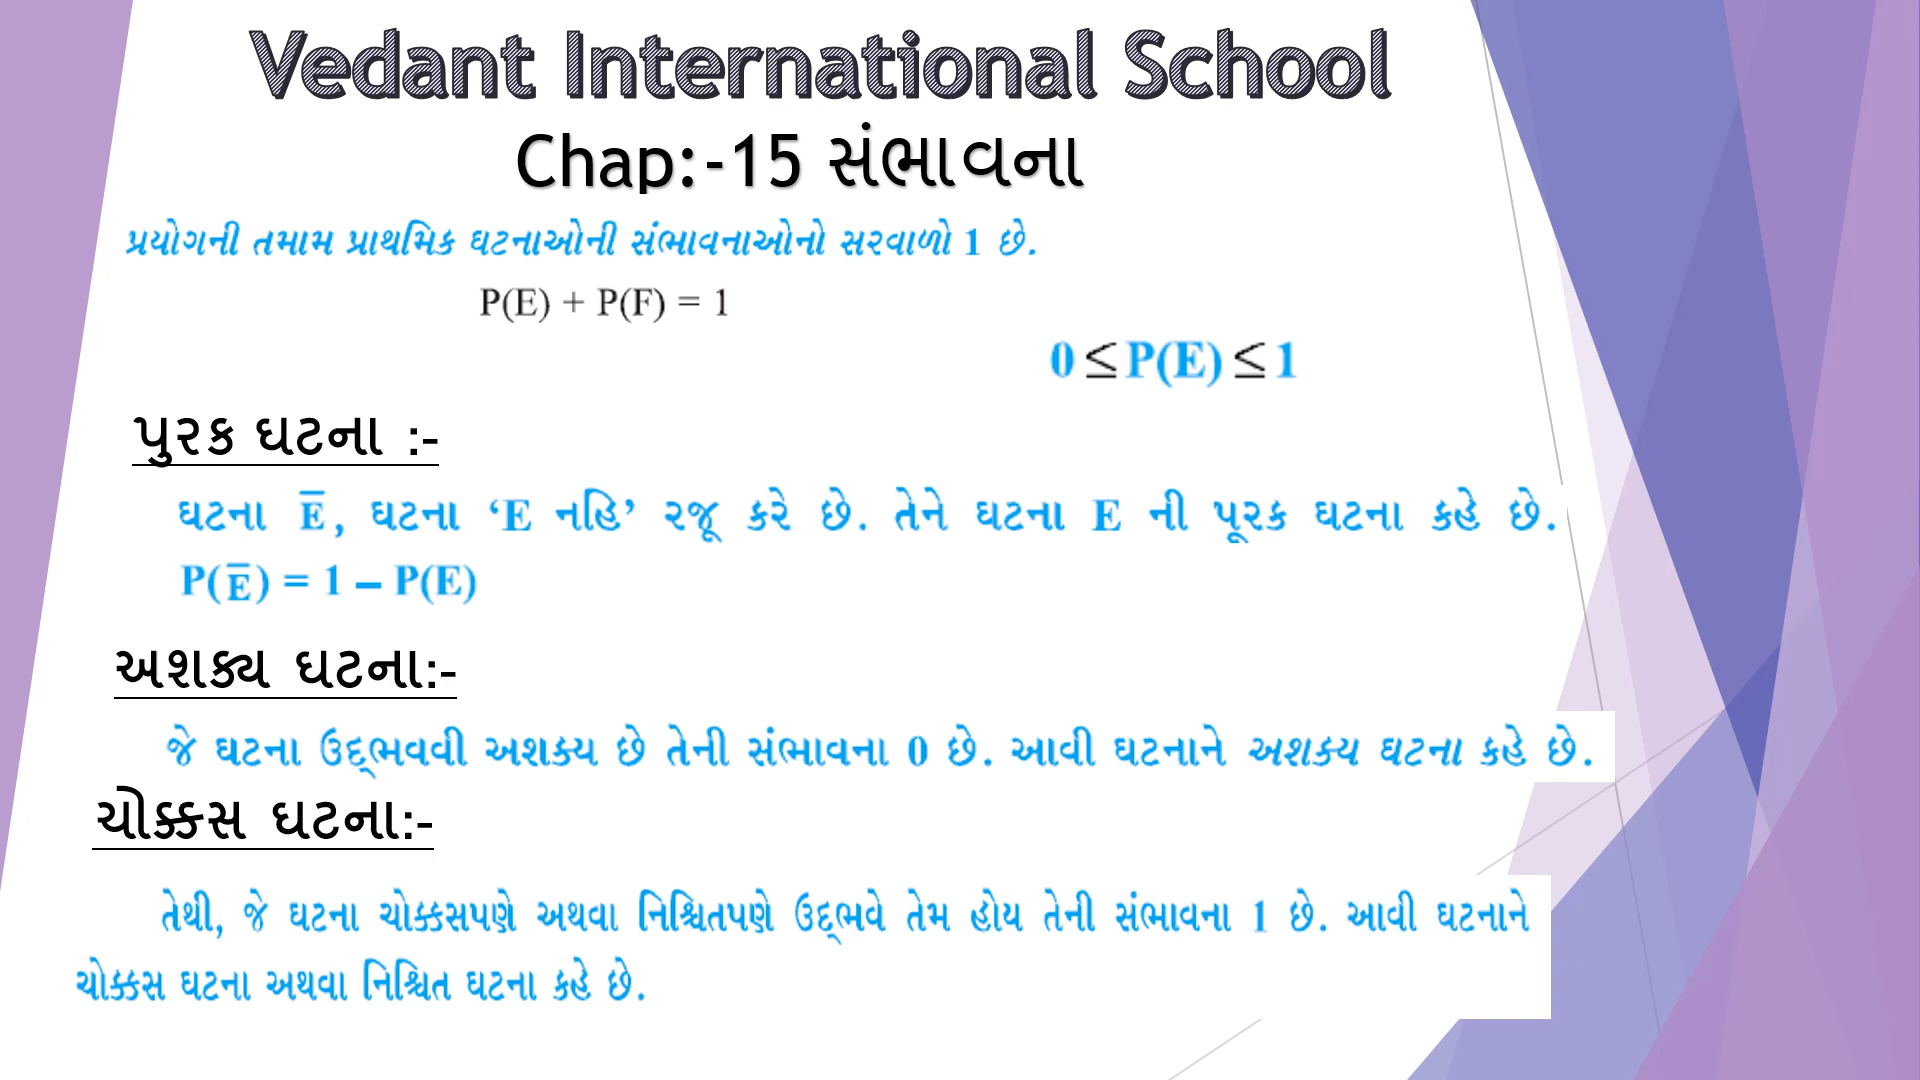 Vedant International School
Chap:-15 સંભાવના
પ્રયોગની તમામ પ્રાથમિક ઘટનાઓની સંભાવનાઓનો સરવાળો 1 છે.
P(E) + P(F) = 1
0 ≤ P(E) ≤ 1
પુરક ઘટના :-
ઘટના E̅, ઘટના ‘E નહિ’ રજૂ કરે છે. તેને ઘટના E ની પૂરક ઘટના કહે છે.
P(E̅) = 1 – P(E)
અશક્ય ઘટના:-
જે ઘટના ઉદ્ભવવી અશક્ય છે તેની સંભાવના 0 છે. આવી ઘટનાને અશક્ય ઘટના કહે છે.
ચોક્કસ ઘટના:-
તેથી, જે ઘટના ચોક્કસપણે અથવા નિશ્ચિતપણે ઉદ્ભવે તેમ હોય તેની સંભાવના 1 છે. આવી ઘટનાને
ચોક્કસ ઘટના અથવા નિશ્ચિત ઘટના કહે છે.